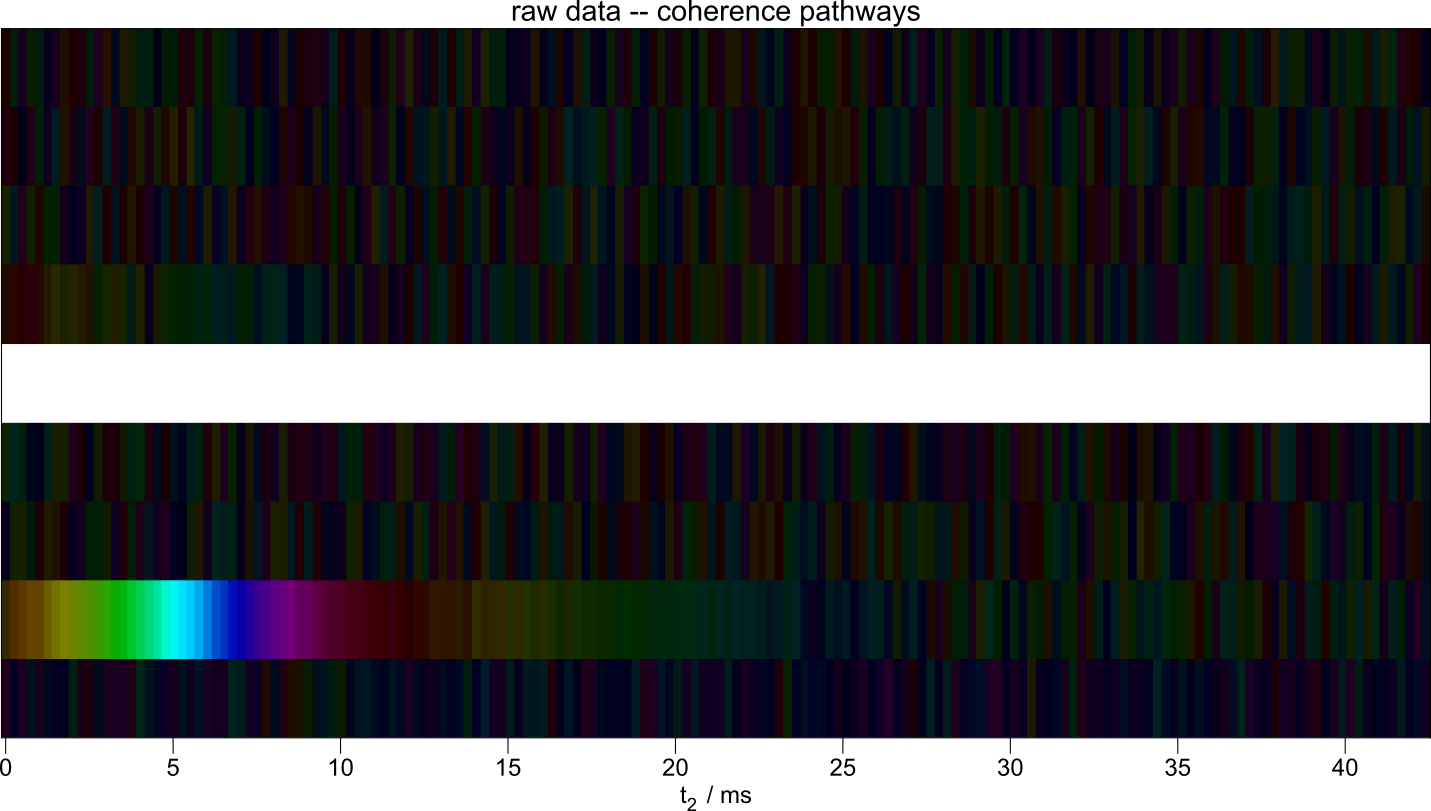 raw data -- coherence pathways
0 5 10 15 20 25 30 35 40
t₂ / ms